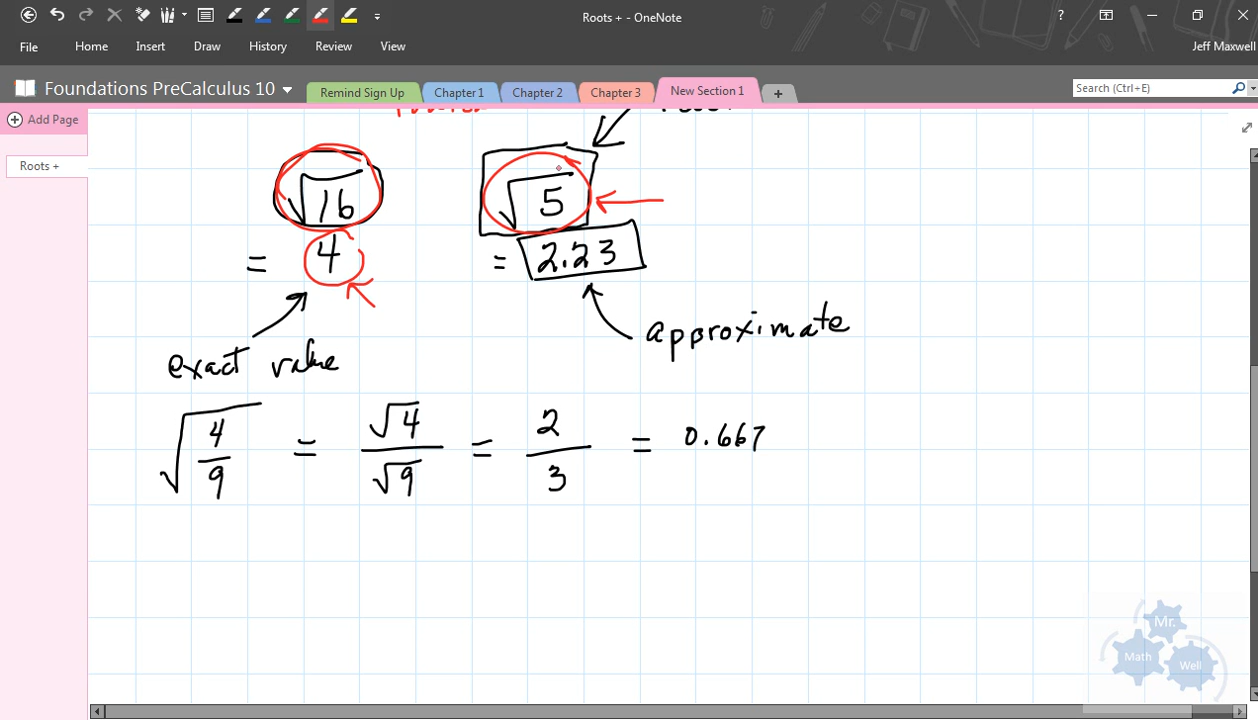 Roots + - OneNote
?
File Home Insert Draw History Review View
Jeff Maxwell
Foundations PreCalculus 10
Remind Sign Up Chapter 1 Chapter 2 Chapter 3 New Section 1 +
Search (Ctrl+E)
Add Page
Roots +
√16 √5
= 4 = 2.23
approximate
exact value
√(4/9) = √4/√9 = 2/3 = 0.667
Mr.
Math
Well